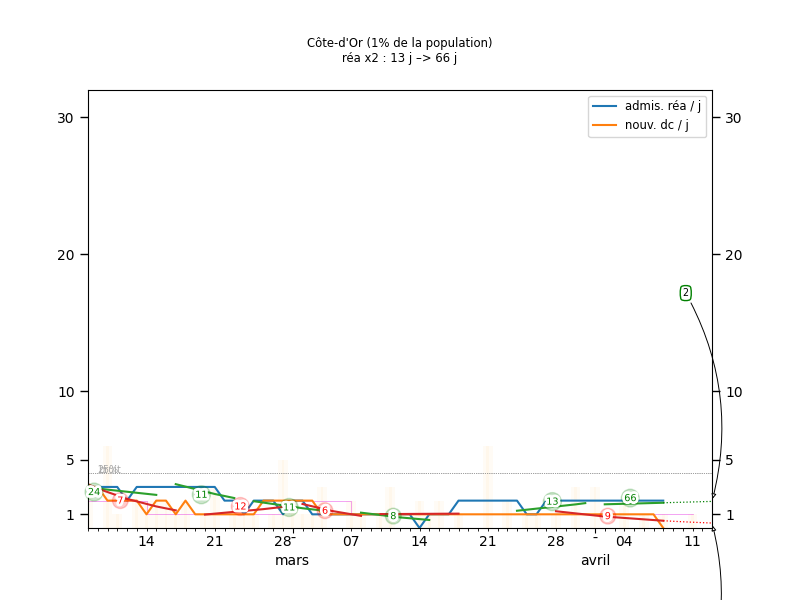 Côte-d'Or (1% de la population)
réa x2 : 13 j –> 66 j
admis. réa / j
nouv. dc / j
30 30
20 20
2
10 10
5 5
24 7 11 12 11 6 8 13 9 66
1 1
14 21 28 07 14 21 28 04 11
mars avril